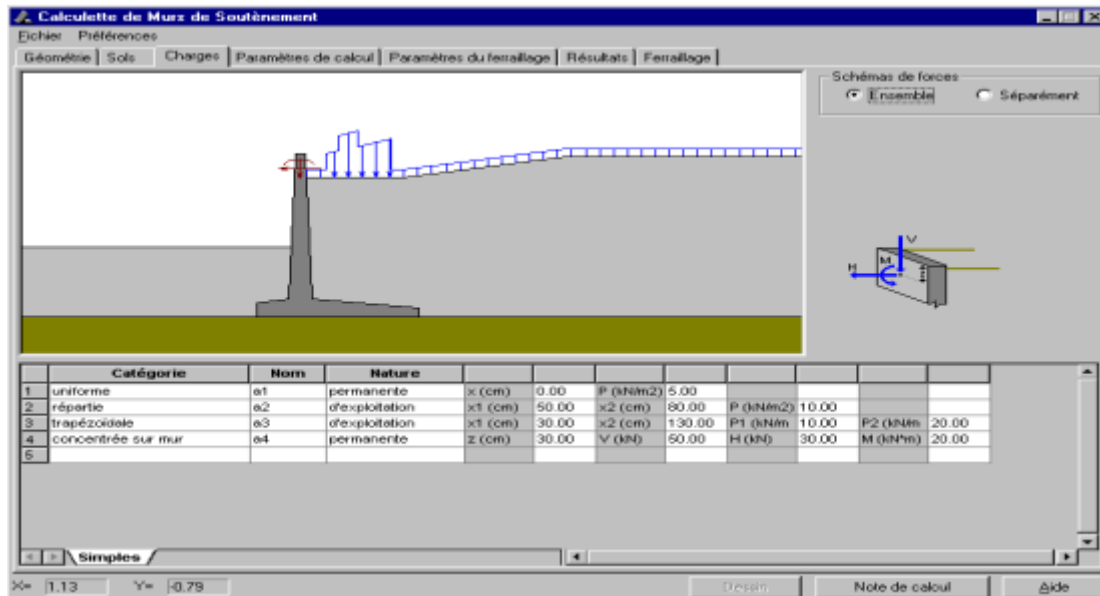 Calculette de Murz de Soutènement
Fichier Préférences
Géométrie Sols Charges Paramètres de calcul Paramètres du ferraillage Résultats Ferraillage
Schémas de forces
Ensemble Séparément
V
M
H
Catégorie Nom Nature
1 uniforme a1 permanente x (cm) 0.00 P (kN/m2) 5.00
2 répartie a2 d'exploitation x1 (cm) 50.00 x2 (cm) 80.00 P (kN/m2) 10.00
3 trapézoïdale a3 d'exploitation x1 (cm) 30.00 x2 (cm) 130.00 P1 (kN/m 10.00 P2 (kN/m 20.00
4 concentrée sur mur a4 permanente z (cm) 30.00 V (kN) 50.00 H (kN) 30.00 M (kN*m) 20.00
5
Simples
X= 1.13 Y= -0.79 Dessin Note de calcul Aide